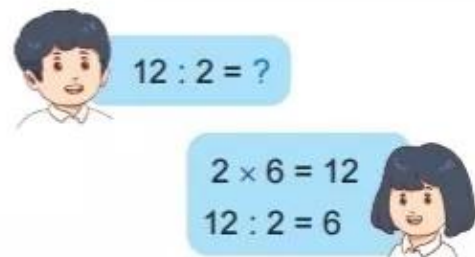 12 : 2 = ?
2 × 6 = 12
12 : 2 = 6